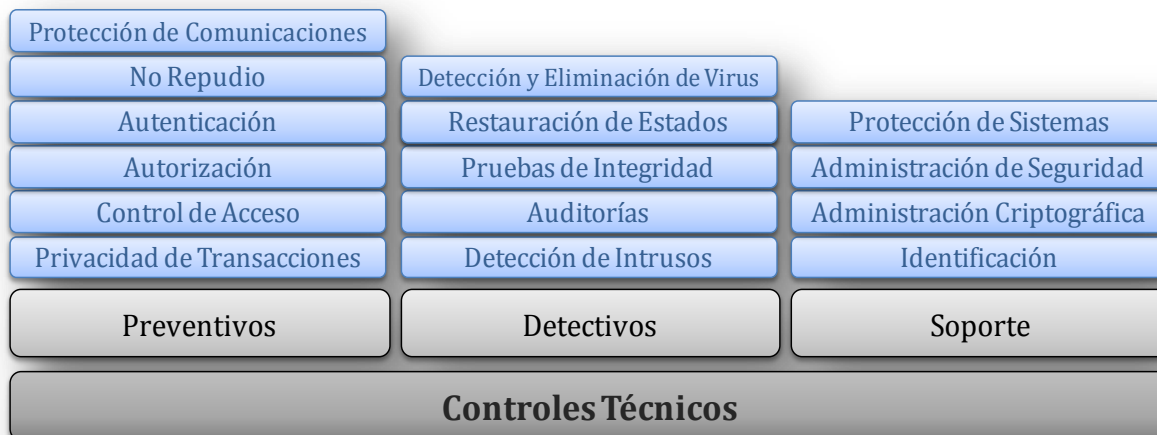 Protección de Comunicaciones
No Repudio
Autenticación
Autorización
Control de Acceso
Privacidad de Transacciones
Preventivos
Detección y Eliminación de Virus
Restauración de Estados
Pruebas de Integridad
Auditorías
Detección de Intrusos
Detectivos
Protección de Sistemas
Administración de Seguridad
Administración Criptográfica
Identificación
Soporte
Controles Técnicos